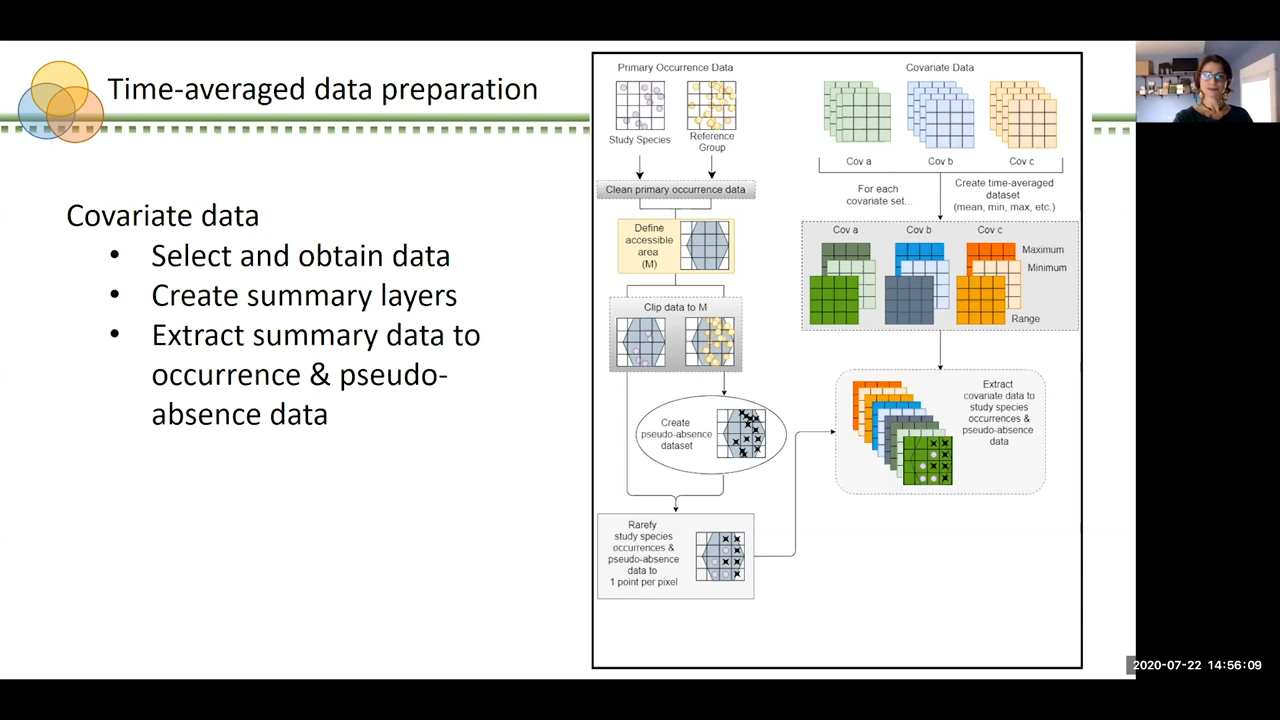 Time-averaged data preparation
Covariate data
• Select and obtain data
• Create summary layers
• Extract summary data to
occurrence & pseudo-
absence data
Primary Occurrence Data
Study Species
Reference
Group
Clean primary occurrence data
Define
accessible
area
(M)
Clip data to M
Create
pseudo-absence
dataset
Rarefy
study species
occurrences &
pseudo-absence
data to
1 point per pixel
Covariate Data
Cov a
Cov b
Cov c
For each
covariate set...
Create time-averaged
dataset
(mean, min, max, etc.)
Cov a
Cov b
Cov c
Maximum
Minimum
Range
Extract
covariate data to
study species
occurrences &
pseudo-absence
data
2020-07-22 14:56:09